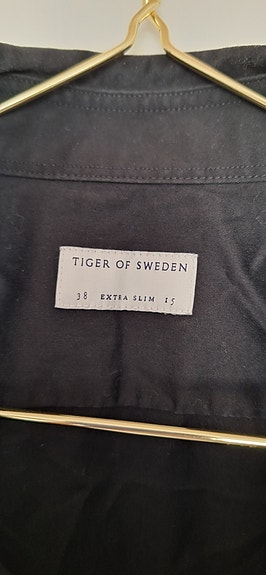 TIGER OF SWEDEN
38 EXTRA SLIM 15